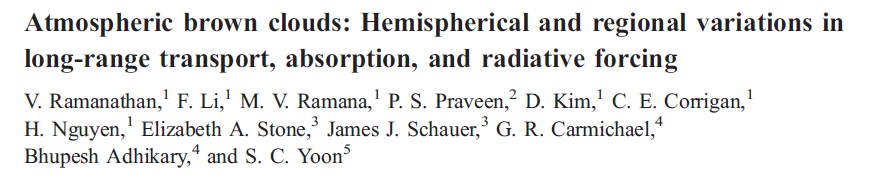 Atmospheric brown clouds: Hemispherical and regional variations in
long-range transport, absorption, and radiative forcing
V. Ramanathan,¹ F. Li,¹ M. V. Ramana,¹ P. S. Praveen,² D. Kim,¹ C. E. Corrigan,¹
H. Nguyen,¹ Elizabeth A. Stone,³ James J. Schauer,³ G. R. Carmichael,⁴
Bhupesh Adhikary,⁴ and S. C. Yoon⁵